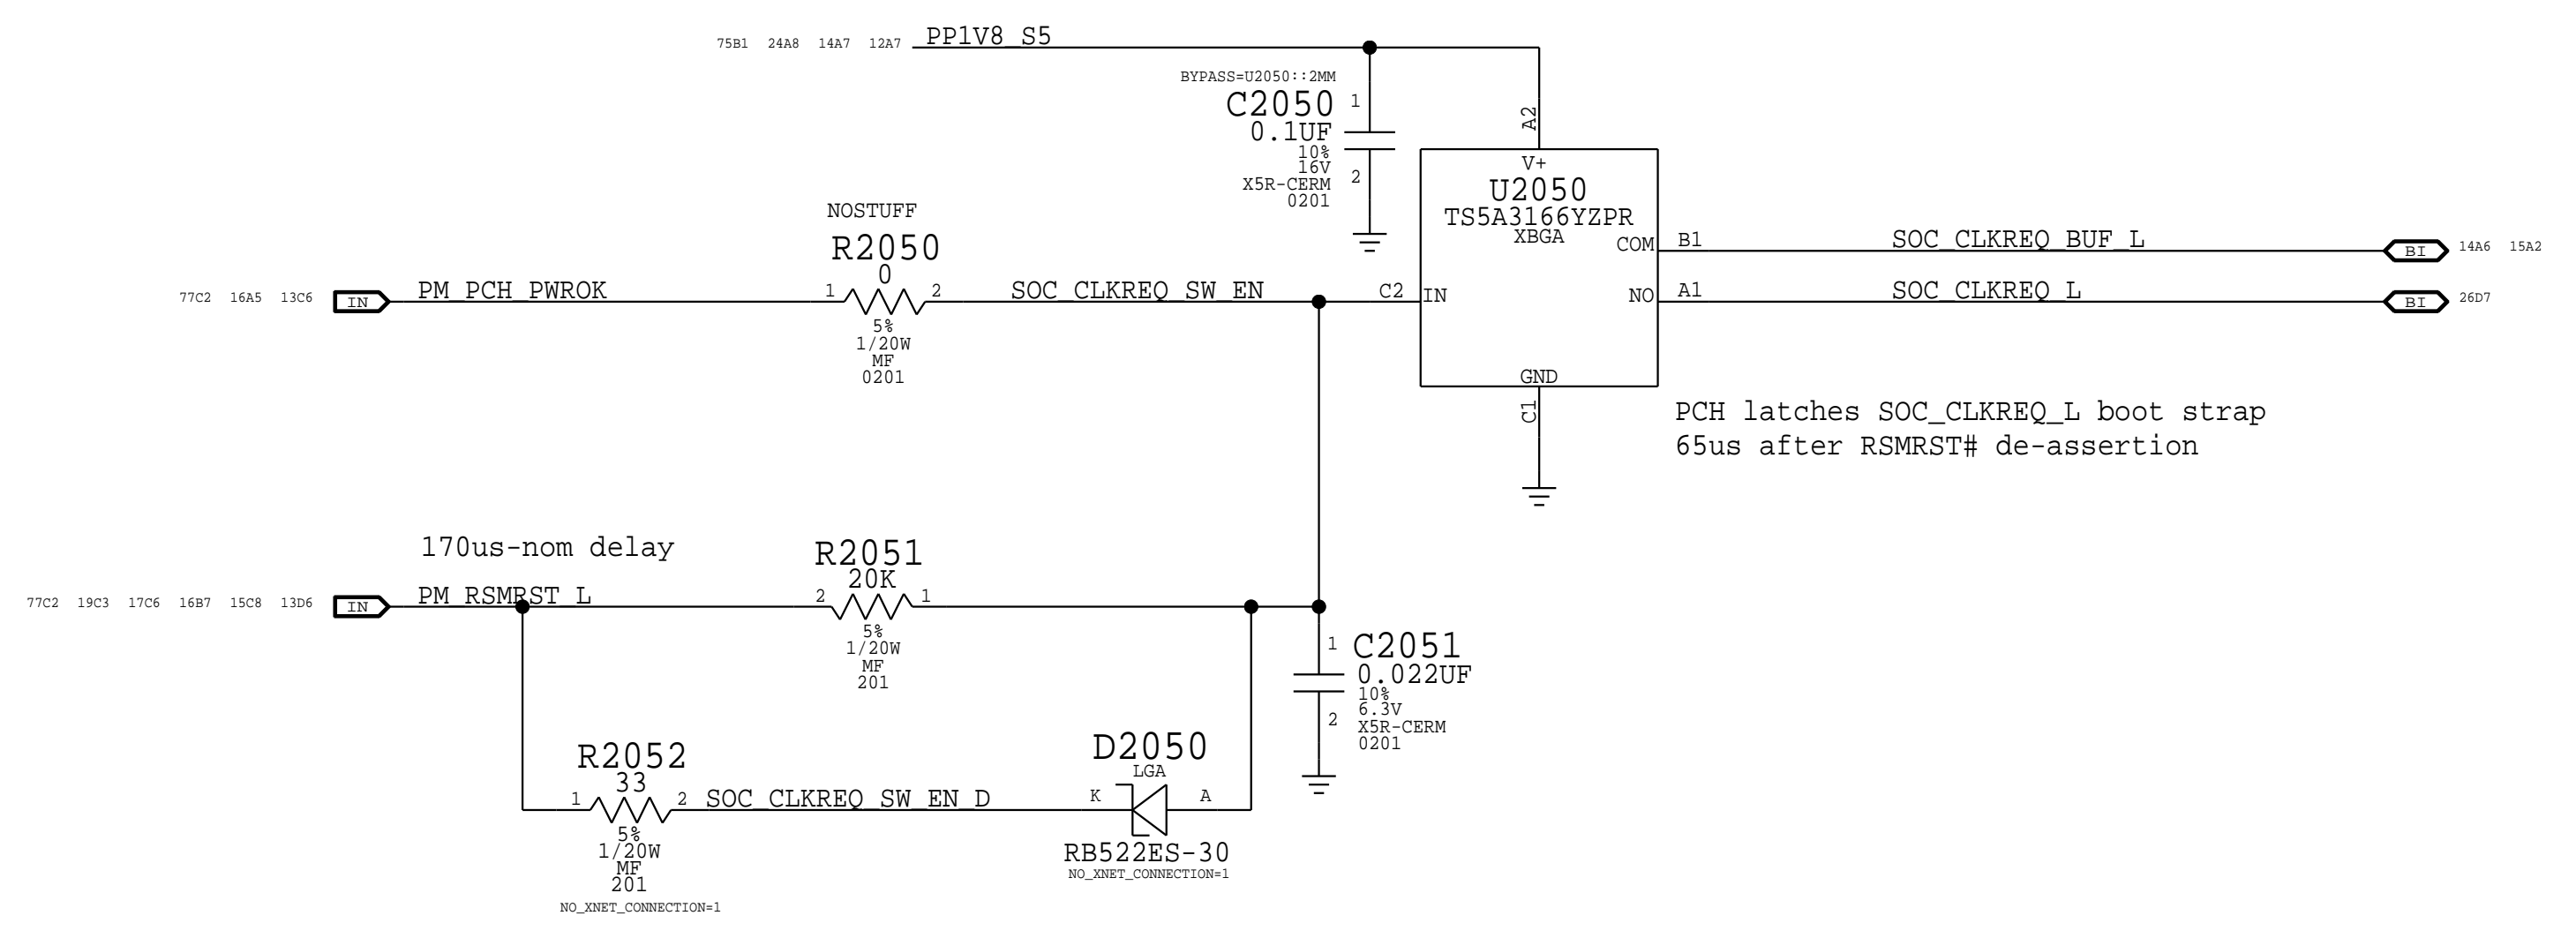 75B1 24A8 14A7 12A7 PP1V8_S5
BYPASS=U2050::2MM
C2050
0.1UF
10%
16V
X5R-CERM
0201
1
2
A2
V+
U2050
TS5A3166YZPR
XBGA
COM
B1
SOC_CLKREQ_BUF_L
BI
14A6 15A2
NOSTUFF
R2050
0
77C2 16A5 13C6
IN
PM_PCH_PWROK
1
2
SOC_CLKREQ_SW_EN
C2
IN
NO
A1
SOC_CLKREQ_L
BI
26D7
5%
1/20W
MF
0201
GND
C1
PCH latches SOC_CLKREQ_L boot strap
65us after RSMRST# de-assertion
170us-nom delay
R2051
20K
77C2 19C3 17C6 16B7 15C8 13D6
IN
PM_RSMRST_L
2
1
5%
1/20W
MF
201
1
C2051
0.022UF
10%
6.3V
X5R-CERM
0201
2
R2052
33
1
2
SOC_CLKREQ_SW_EN_D
5%
1/20W
MF
201
NO_XNET_CONNECTION=1
D2050
LGA
K
A
RB522ES-30
NO_XNET_CONNECTION=1